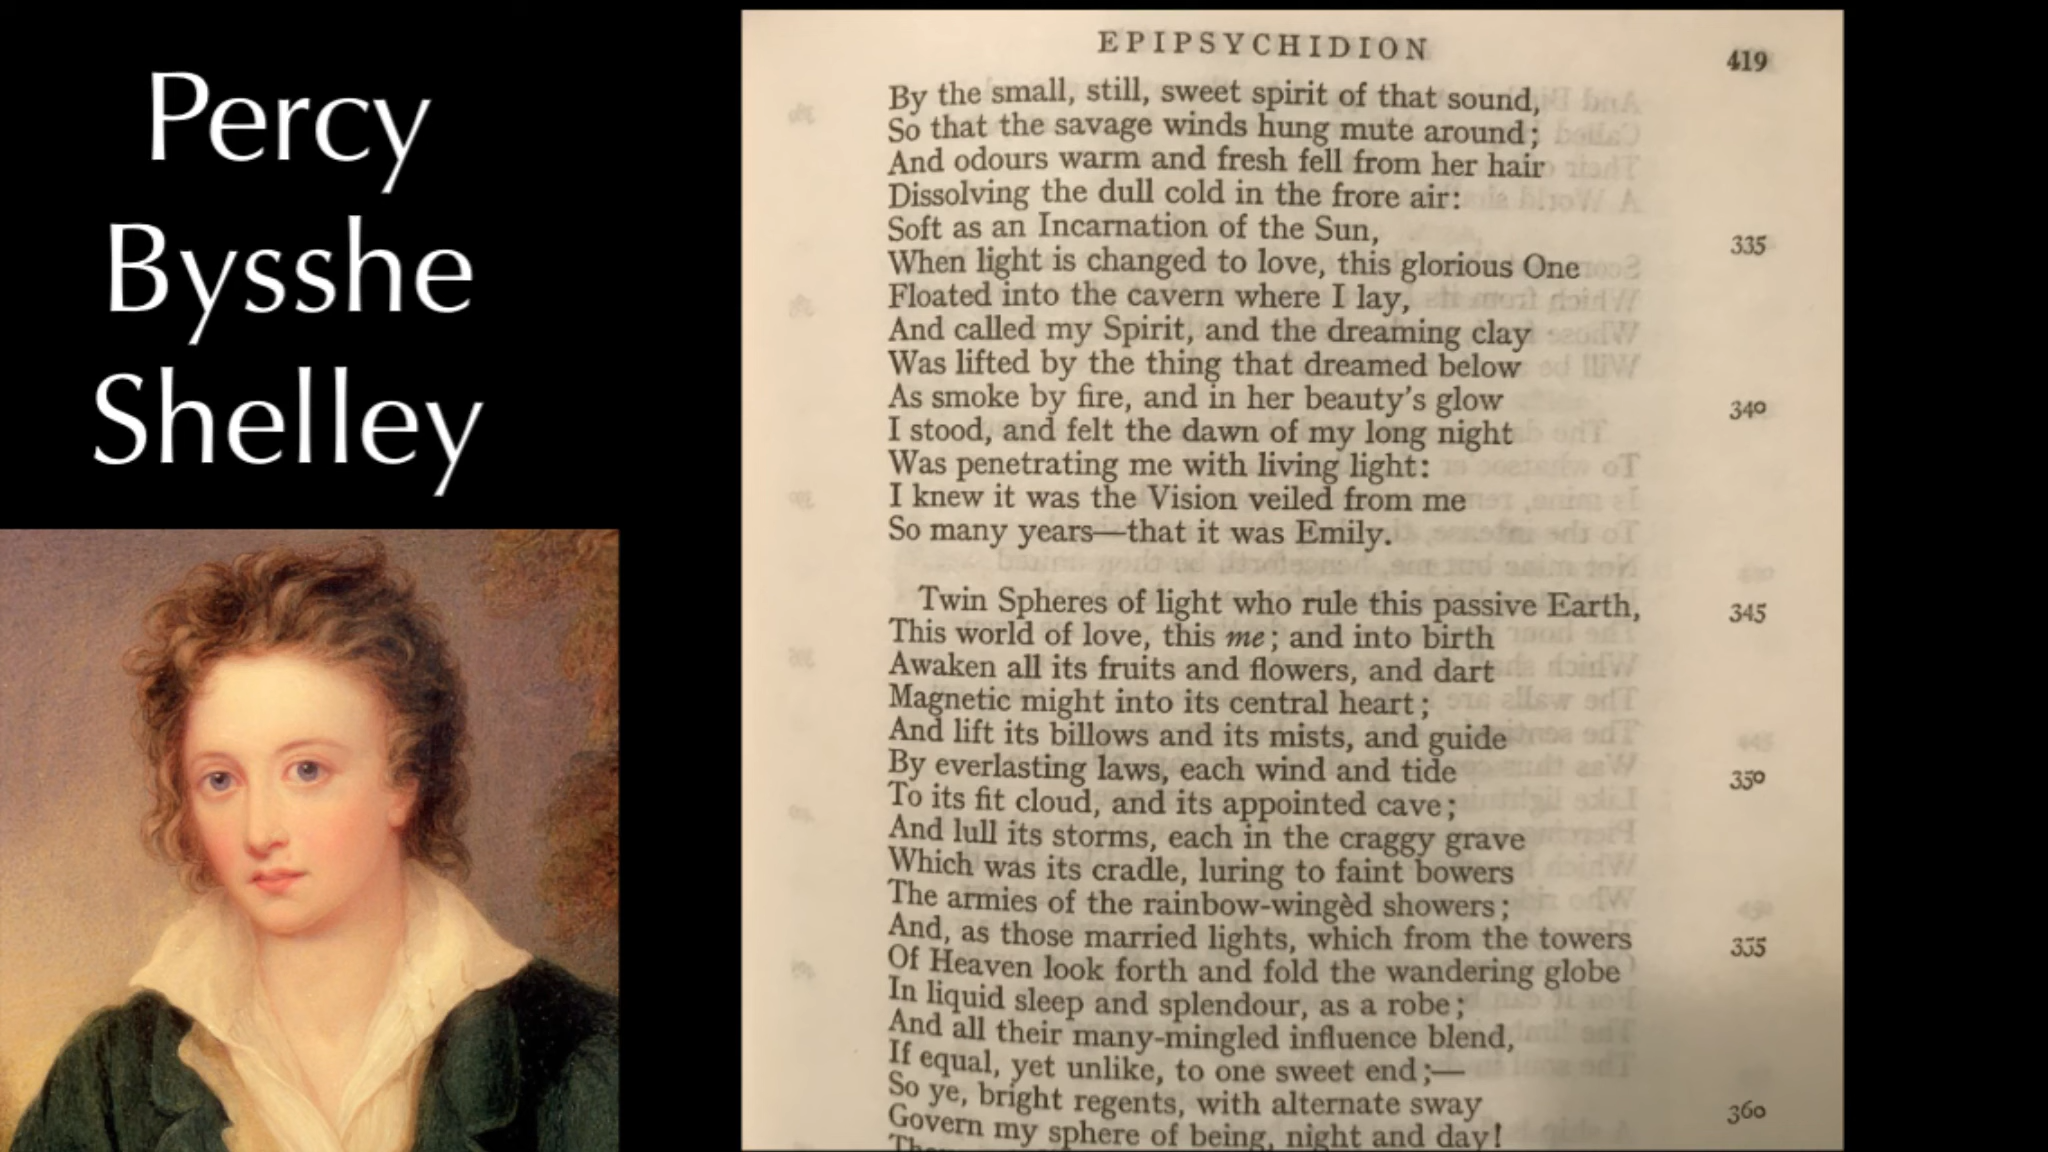 Percy
Bysshe
Shelley
EPIPSYCHIDION
419
By the small, still, sweet spirit of that sound,
So that the savage winds hung mute around;
And odours warm and fresh fell from her hair
Dissolving the dull cold in the frore air:
Soft as an Incarnation of the Sun, 335
When light is changed to love, this glorious One
Floated into the cavern where I lay,
And called my Spirit, and the dreaming clay
Was lifted by the thing that dreamed below
As smoke by fire, and in her beauty's glow 340
I stood, and felt the dawn of my long night
Was penetrating me with living light:
I knew it was the Vision veiled from me
So many years—that it was Emily.
Twin Spheres of light who rule this passive Earth, 345
This world of love, this me; and into birth
Awaken all its fruits and flowers, and dart
Magnetic might into its central heart;
And lift its billows and its mists, and guide
By everlasting laws, each wind and tide 350
To its fit cloud, and its appointed cave;
And lull its storms, each in the craggy grave
Which was its cradle, luring to faint bowers
The armies of the rainbow-wingèd showers;
And, as those married lights, which from the towers 355
Of Heaven look forth and fold the wandering globe
In liquid sleep and splendour, as a robe;
And all their many-mingled influence blend,
If equal, yet unlike, to one sweet end;—
So ye, bright regents, with alternate sway 360
Govern my sphere of being, night and day!